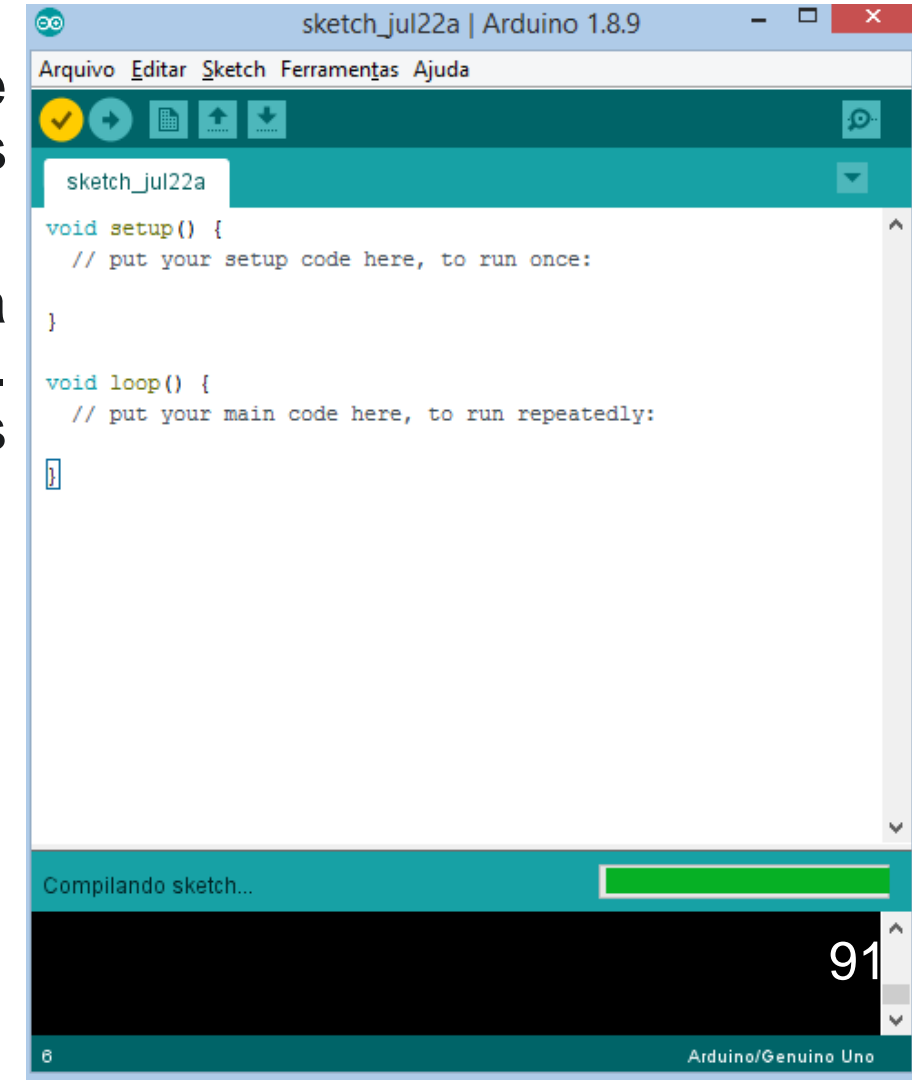 sketch_jul22a | Arduino 1.8.9
Arquivo Editar Sketch Ferramentas Ajuda
sketch_jul22a
void setup() {
  // put your setup code here, to run once:
}
void loop() {
  // put your main code here, to run repeatedly:
}
Compilando sketch...
91
6 Arduino/Genuino Uno